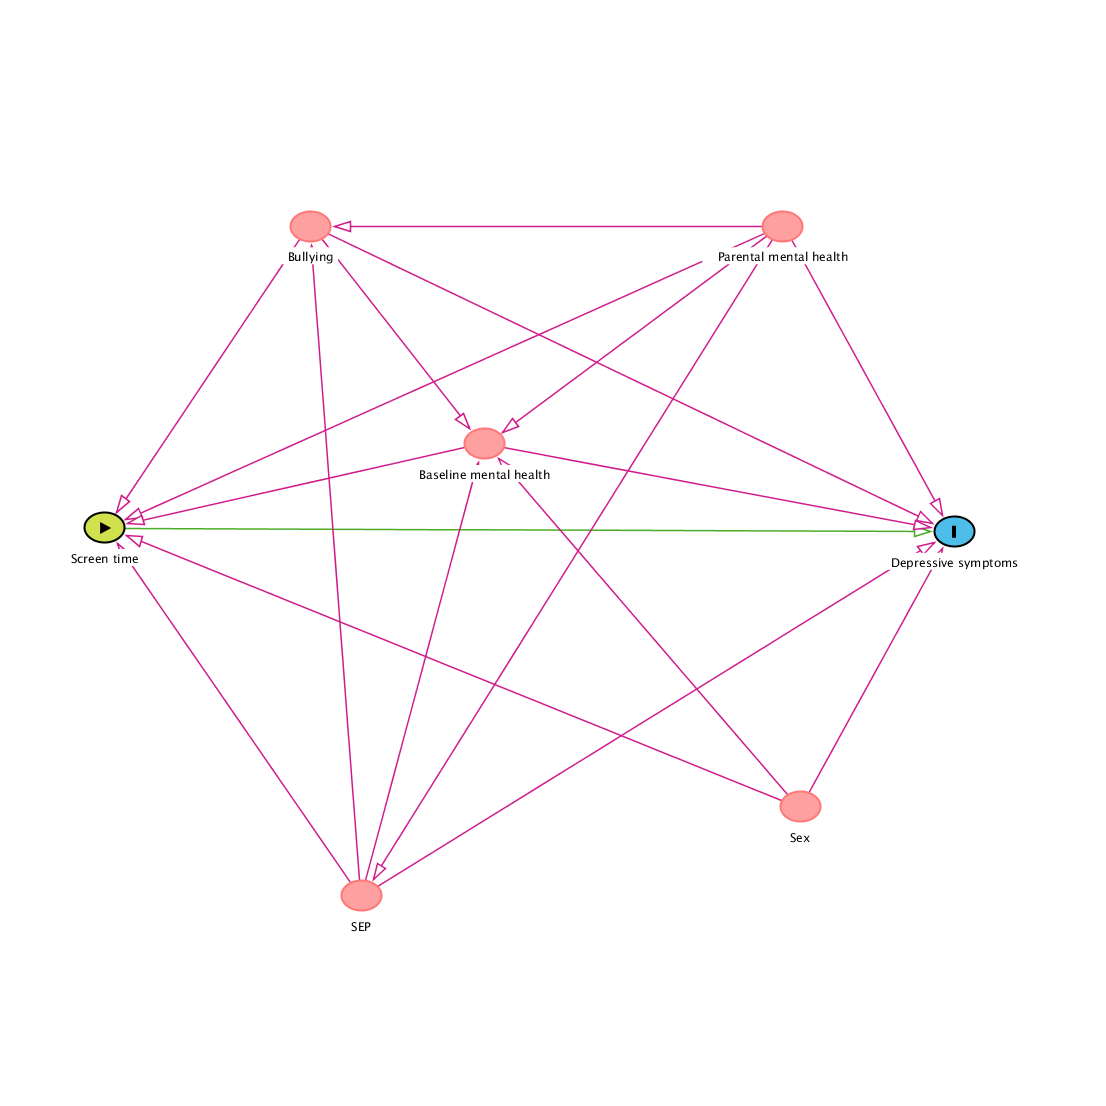 Bullying
Parental mental health
Baseline mental health
Screen time
Depressive symptoms
Sex
SEP